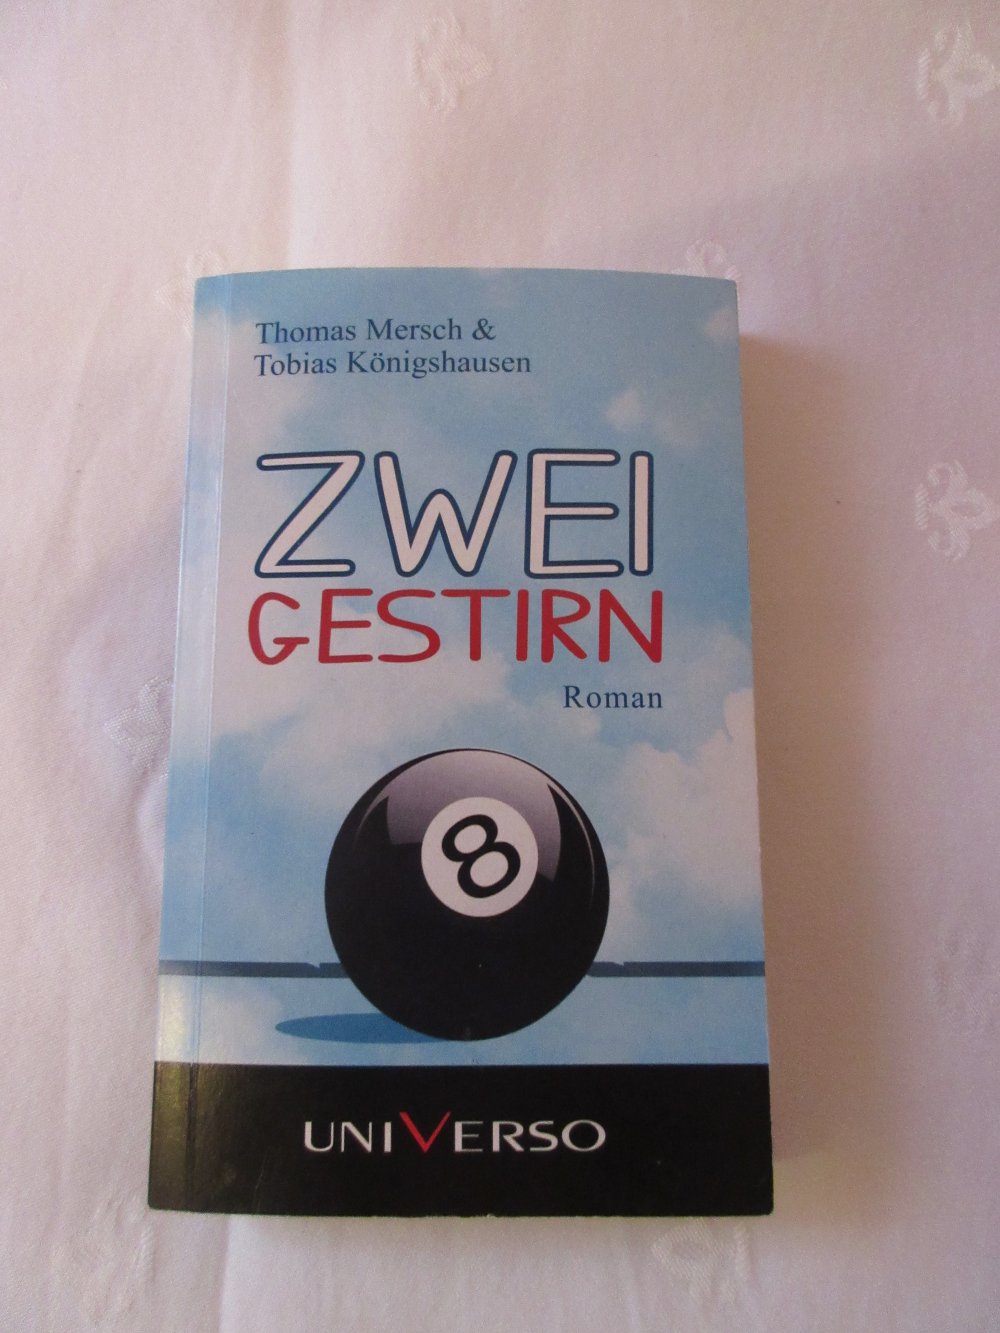 Thomas Mersch &
Tobias Königshausen
ZWEI
GESTIRN
Roman
8
UNIVERSO